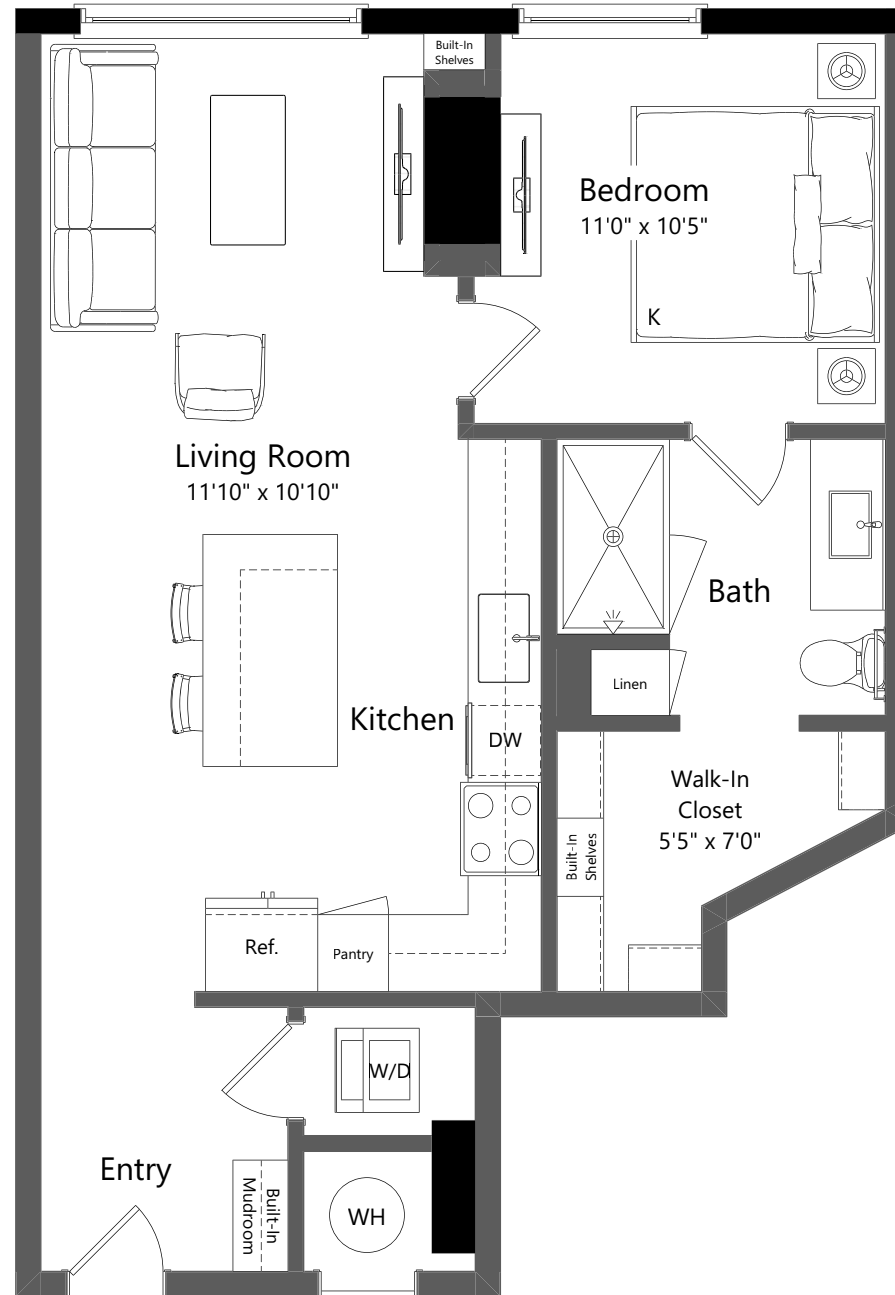 Built-In
Shelves
Bedroom
11'0" x 10'5"
K
Living Room
11'10" x 10'10"
Bath
Linen
Kitchen
DW
Walk-In
Closet
5'5" x 7'0"
Built-In
Shelves
Ref.
Pantry
W/D
Entry
Built-In
Mudroom
WH